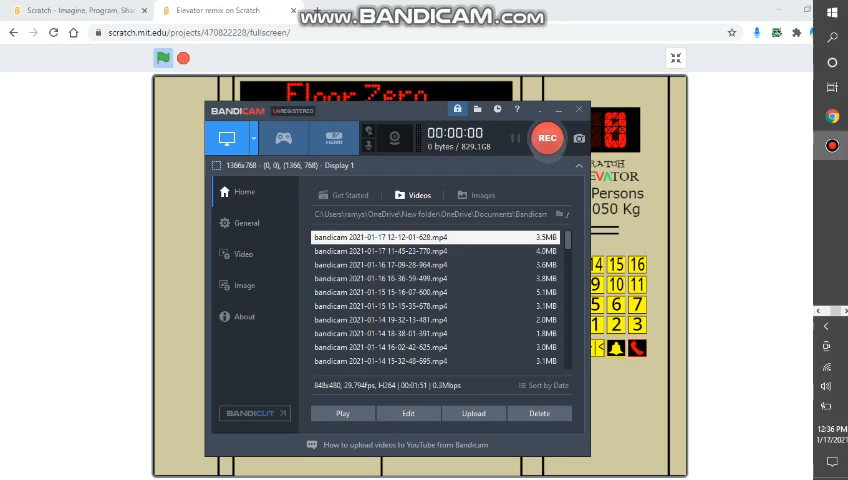 Scratch - Imagine, Program, Sha
Elevator remix on Scratch
www.BANDICAM.com
scratch.mit.edu/projects/470822228/fullscreen/
Floor Zero
0
BANDICAM UNREGISTERED
00:00:00
0 bytes / 829.1GB
REC
HDMI
1366x768 - (0, 0), (1366, 768) - Display 1
Home
General
Video
Image
About
BANDICUT
Get Started
Videos
Images
C:\Users\ramys\OneDrive\New folder\OneDrive\Documents\Bandicam
bandicam 2021-01-17 12-12-01-628.mp4 3.5MB
bandicam 2021-01-17 11-45-23-770.mp4 4.0MB
bandicam 2021-01-16 17-09-28-964.mp4 3.6MB
bandicam 2021-01-16 16-36-59-499.mp4 3.8MB
bandicam 2021-01-15 15-16-07-600.mp4 5.1MB
bandicam 2021-01-15 13-15-35-678.mp4 3.1MB
bandicam 2021-01-14 19-32-13-481.mp4 2.0MB
bandicam 2021-01-14 18-38-01-391.mp4 1.8MB
bandicam 2021-01-14 16-02-42-625.mp4 3.0MB
bandicam 2021-01-14 15-32-48-695.mp4 3.1MB
848x480, 29.794fps, H264 | 00:01:51 | 0.3Mbps
Sort by Date
Play Edit Upload Delete
How to upload videos to YouTube from Bandicam
Persons
050 Kg
14 15 16
9 10 11
5 6 7
1 2 3
12:36 PM
1/17/2021